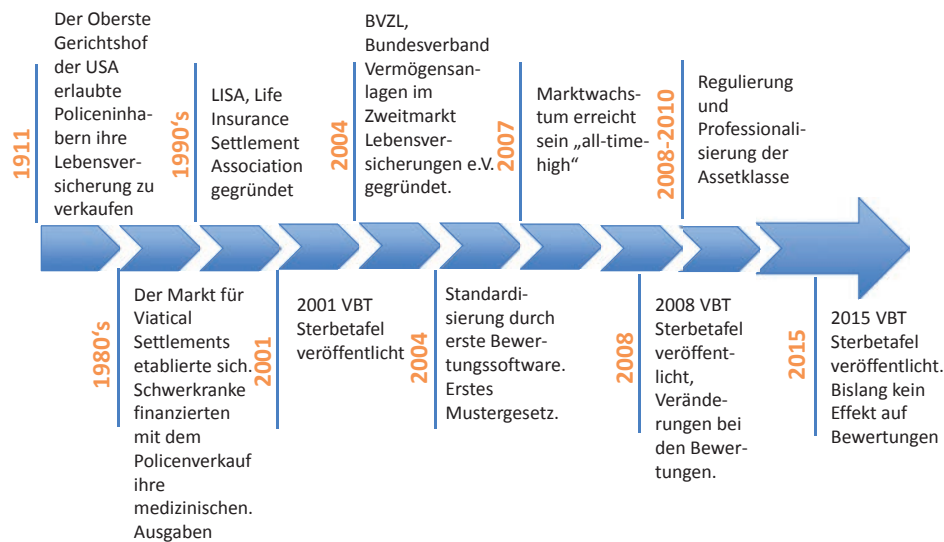 1911
Der Oberste
Gerichtshof
der USA
erlaubte
Policeninha-
bern ihre
Lebensver-
sicherung zu
verkaufen
1980‘s
Der Markt für
Viatical
Settlements
etablierte sich.
Schwerkranke
finanzierten
mit dem
Policenverkauf
ihre
medizinischen.
Ausgaben
1990‘s
LISA, Life
Insurance
Settlement
Association
gegründet
2001
2001 VBT
Sterbetafel
veröffentlicht
2004
BVZL,
Bundesverband
Vermögensan-
lagen im
Zweitmarkt
Lebensver-
sicherungen e.V.
gegründet.
2004
Standardi-
sierung durch
erste Bewer-
tungssoftware.
Erstes
Mustergesetz.
2007
Marktwachs-
tum erreicht
sein „all-time-
high“
2008
2008 VBT
Sterbetafel
veröffent-
licht,
Verände-
rungen bei
den Bewer-
tungen.
2008-2010
Regulierung
und
Professionali-
sierung der
Assetklasse
2015
2015 VBT
Sterbetafel
veröffentlicht.
Bislang kein
Effekt auf
Bewertungen